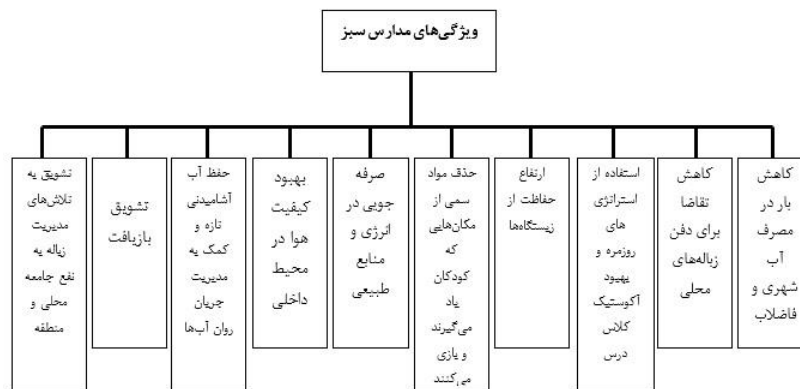 ویژگی‌های مدارس سبز
کاهش
بار در
مصرف
آب
شهری و
فاضلاب
کاهش
تقاضا
برای دفن
زباله‌های
محلی
استفاده از
استراتژی
های
روزمره و
بهبود
آکوستیک
کلاس
درس
ارتفاع
حفاظت از
زیستگاه‌ها
حذف مواد
سمی از
مکان‌هایی
که
کودکان
یاد
می‌گیرند
و بازی
می‌کنند
صرفه
جویی در
انرژی و
منابع
طبیعی
بهبود
کیفیت
هوا در
محیط
داخلی
حفظ آب
آشامیدنی
تازه و
کمک به
مدیریت
جریان
روان آب‌ها
تشویق
بازیافت
تشویق به
تلاش‌های
مدیریت
زباله به
نفع جامعه
محلی و
منطقه